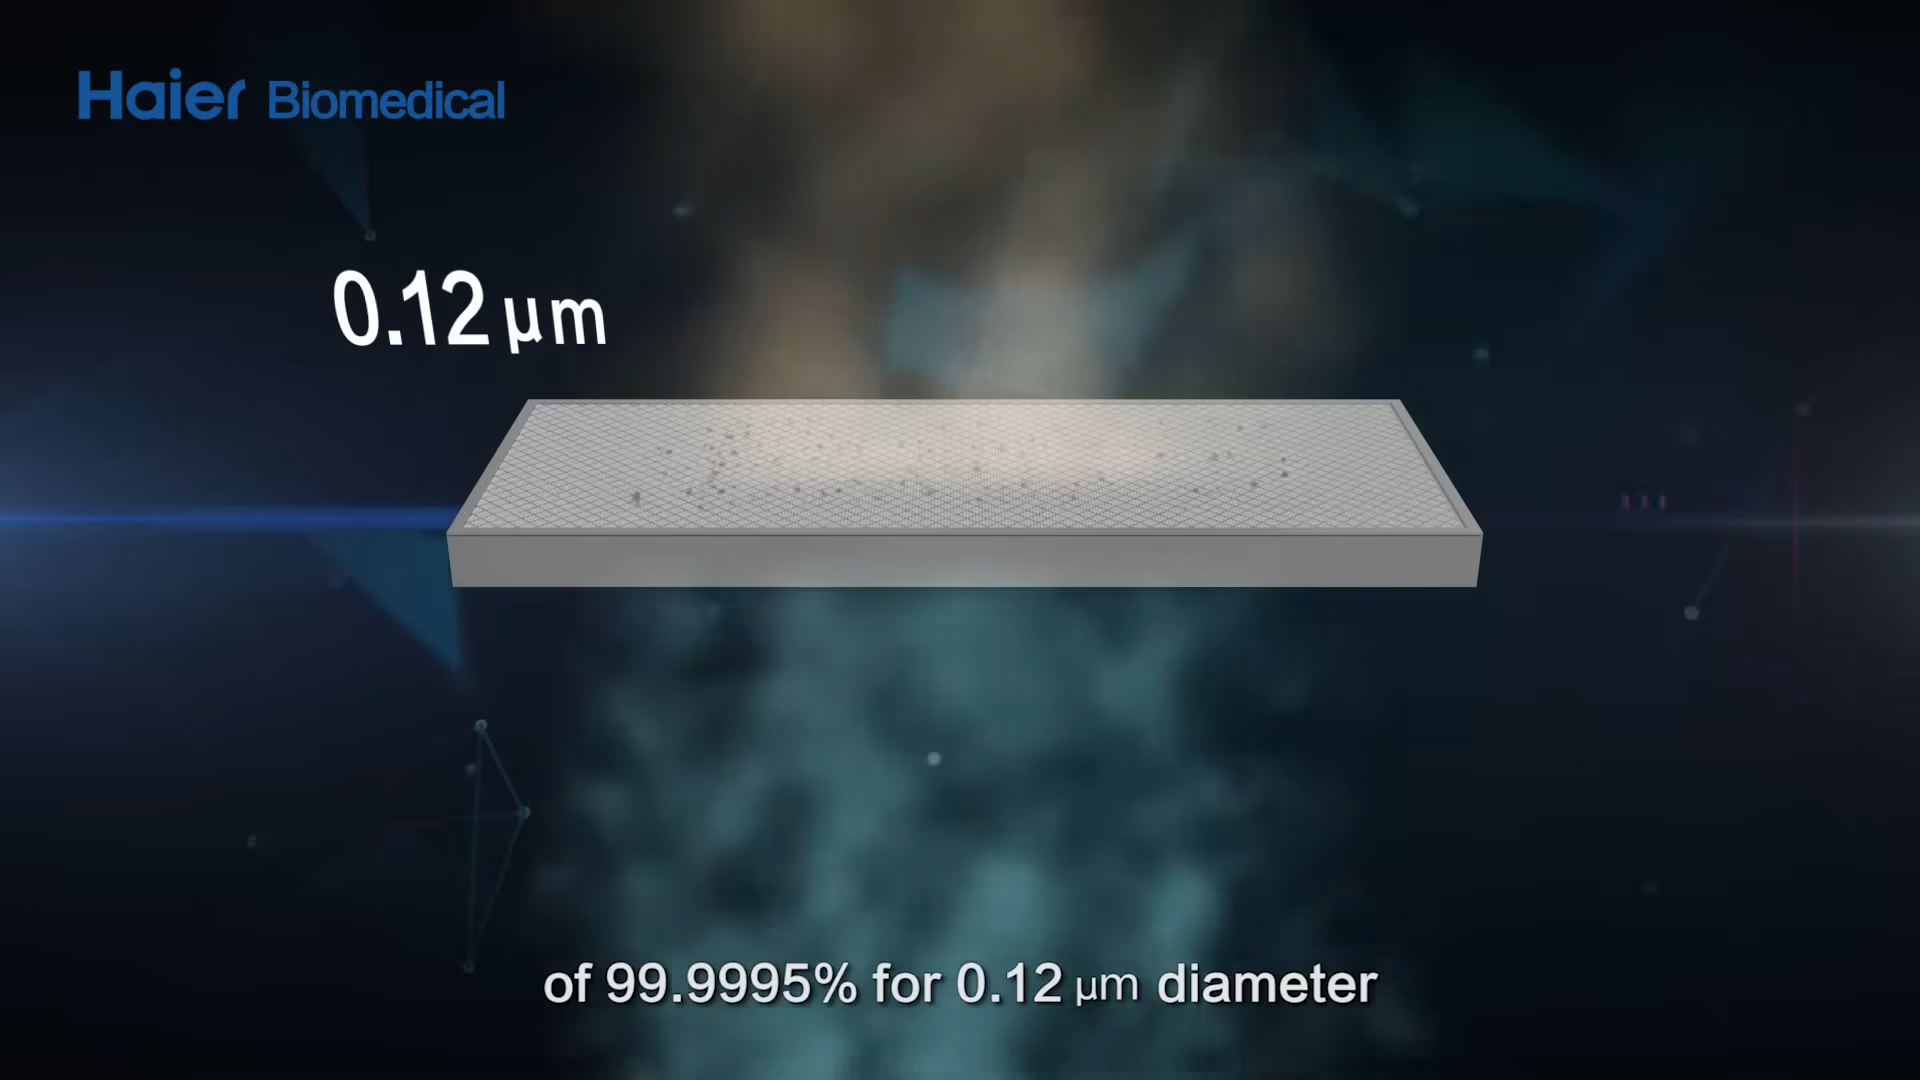 Haier Biomedical
0.12 μm
of 99.9995% for 0.12 μm diameter